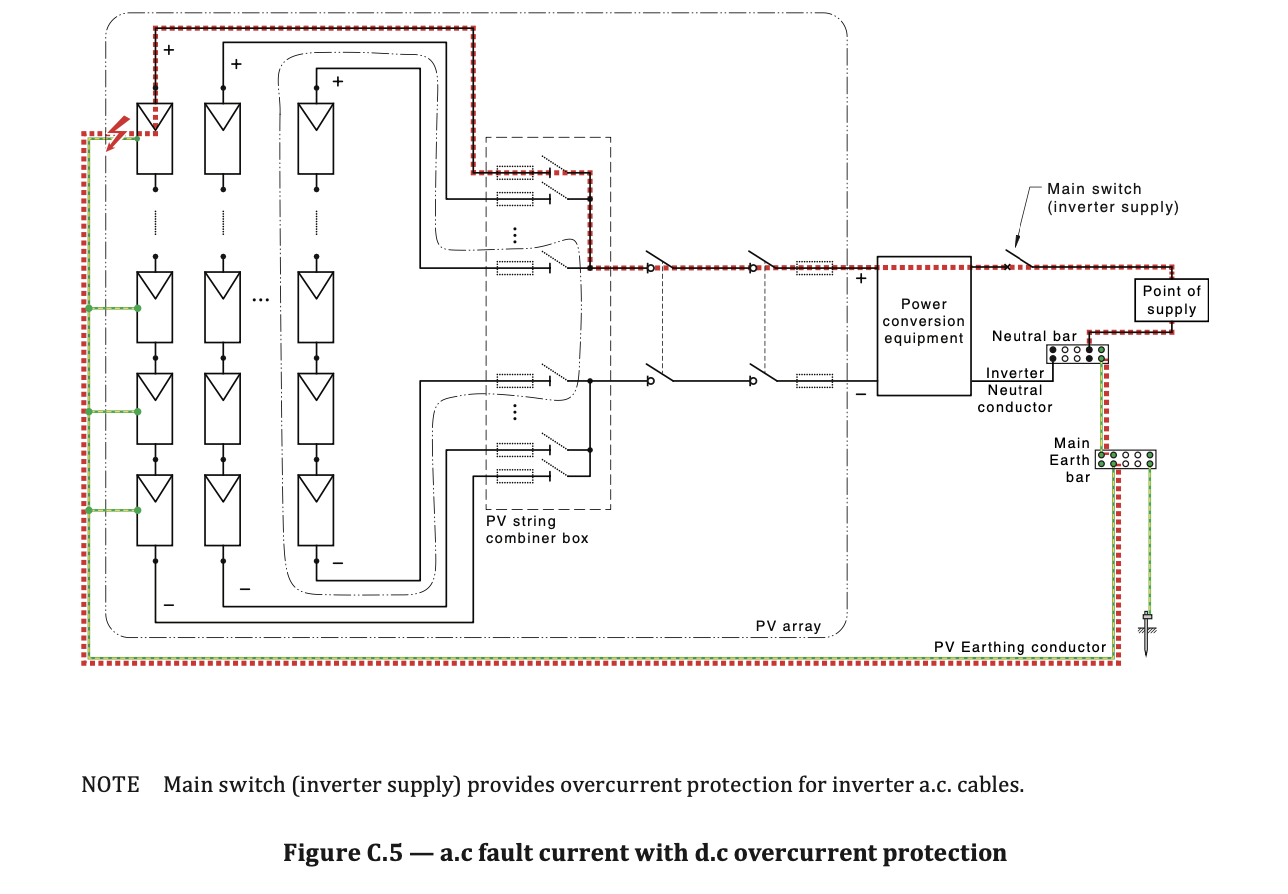 +
+
+
Main switch
(inverter supply)
+
Point of
supply
Power
conversion
equipment
Neutral bar
Inverter
Neutral
conductor
−
Main
Earth
bar
PV string
combiner box
−
−
−
PV array
PV Earthing conductor
NOTE Main switch (inverter supply) provides overcurrent protection for inverter a.c. cables.
Figure C.5 — a.c fault current with d.c overcurrent protection